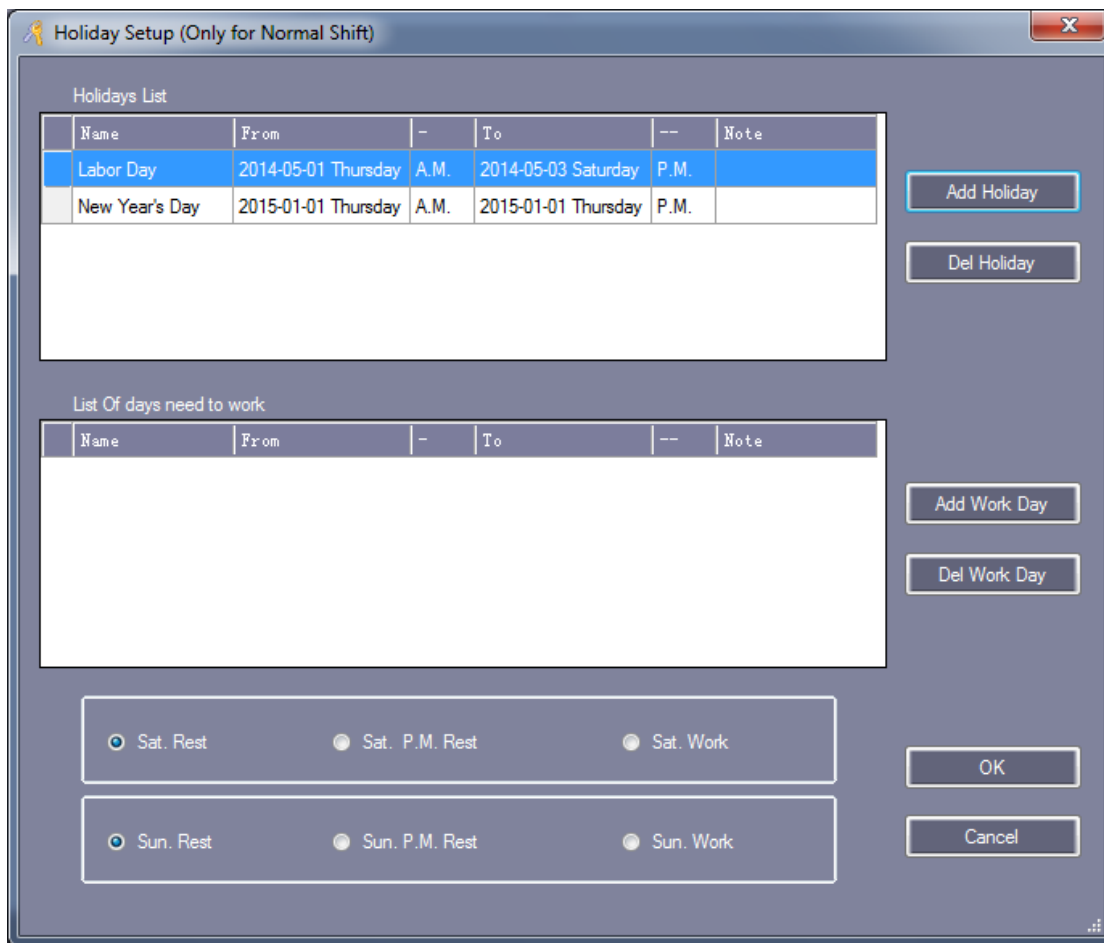 Holiday Setup (Only for Normal Shift)
Holidays List
Name From - To -- Note
Labor Day 2014-05-01 Thursday A.M. 2014-05-03 Saturday P.M.
New Year's Day 2015-01-01 Thursday A.M. 2015-01-01 Thursday P.M.
Add Holiday
Del Holiday
List Of days need to work
Name From - To -- Note
Add Work Day
Del Work Day
Sat. Rest Sat. P.M. Rest Sat. Work
OK
Sun. Rest Sun. P.M. Rest Sun. Work
Cancel